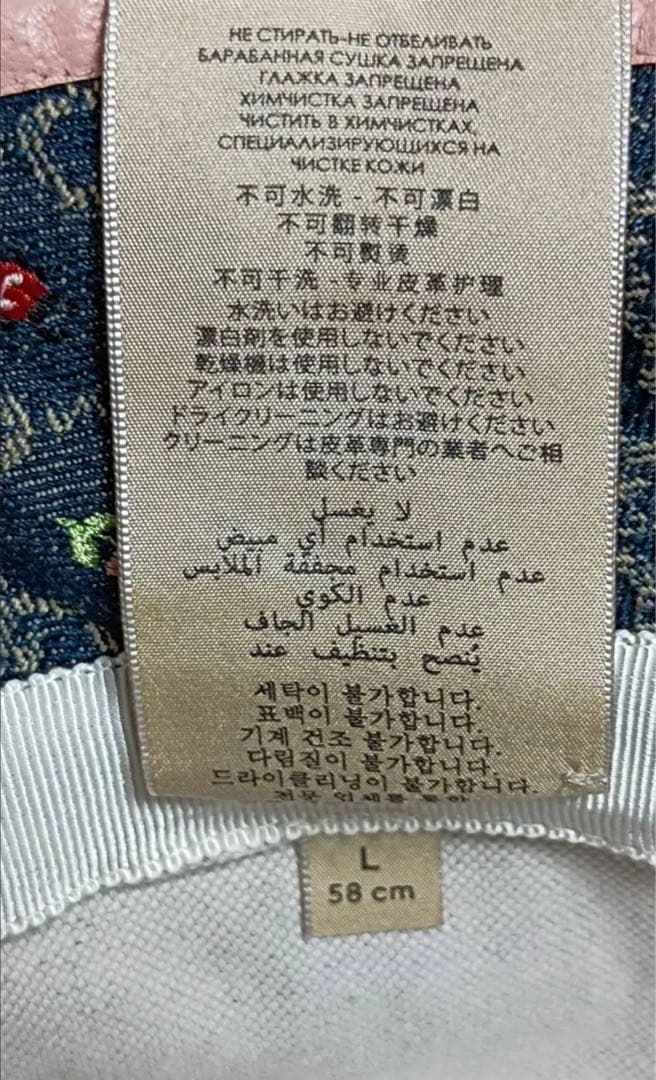 НЕ СТИРАТЬ-НЕ ОТБЕЛИВАТЬ
БАРАБАННАЯ СУШКА ЗАПРЕЩЕНА
ГЛАЖКА ЗАПРЕЩЕНА
ХИМЧИСТКА ЗАПРЕЩЕНА
ЧИСТИТЬ В ХИМЧИСТКАХ,
СПЕЦИАЛИЗИРУЮЩИХСЯ НА
ЧИСТКЕ КОЖИ
不可水洗 - 不可漂白
不可翻转干燥
不可熨烫
不可干洗 - 专业皮革护理
水洗いはお避けください
漂白剤を使用しないでください
乾燥機は使用しないでください
アイロンは使用しないでください
ドライクリーニングはお避けください
クリーニングは皮革専門の業者へご相
談ください
لا يغسل
عدم استخدام أي مبيض
عدم استخدام مجففة الملابس
عدم الكوي
عدم الغسيل الجاف
يُنصح بتنظيف عند
세탁이 불가합니다.
표백이 불가합니다.
기계 건조 불가합니다.
다림질이 불가합니다.
드라이클리닝이 불가합니다.
L
58 cm